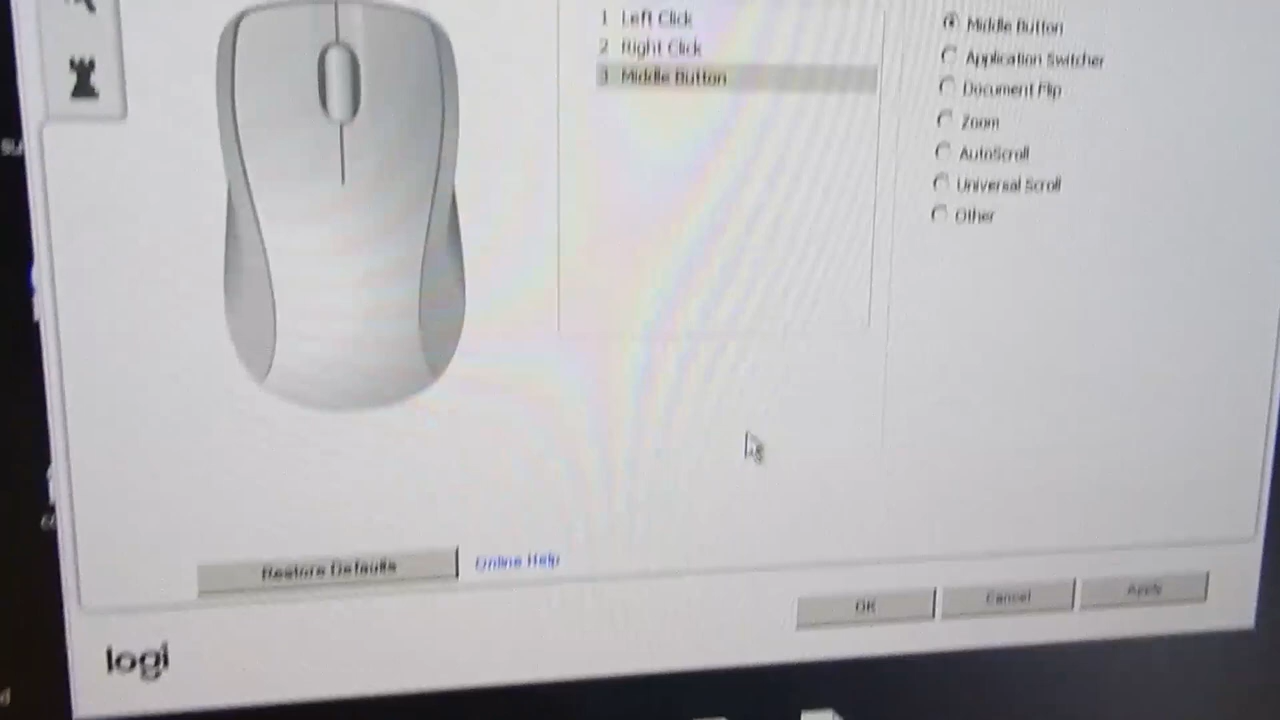 1 Left Click
2 Right Click
3 Middle Button
Middle Button
Application Switcher
Document Flip
Zoom
AutoScroll
Universal Scroll
Other
Restore Defaults
Online Help
OK
Cancel
Apply
logi